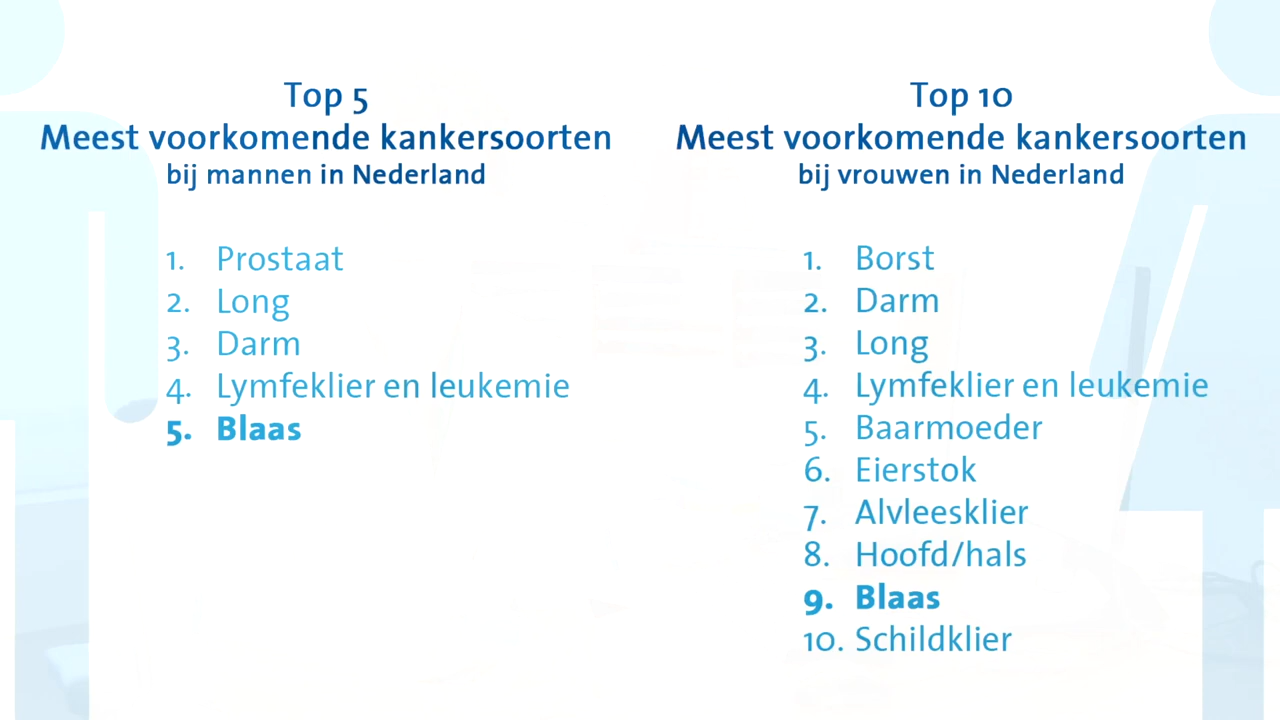 Top 5
Meest voorkomende kankersoorten
bij mannen in Nederland
1. Prostaat
2. Long
3. Darm
4. Lymfeklier en leukemie
5. Blaas
Top 10
Meest voorkomende kankersoorten
bij vrouwen in Nederland
1. Borst
2. Darm
3. Long
4. Lymfeklier en leukemie
5. Baarmoeder
6. Eierstok
7. Alvleesklier
8. Hoofd/hals
9. Blaas
10. Schildklier